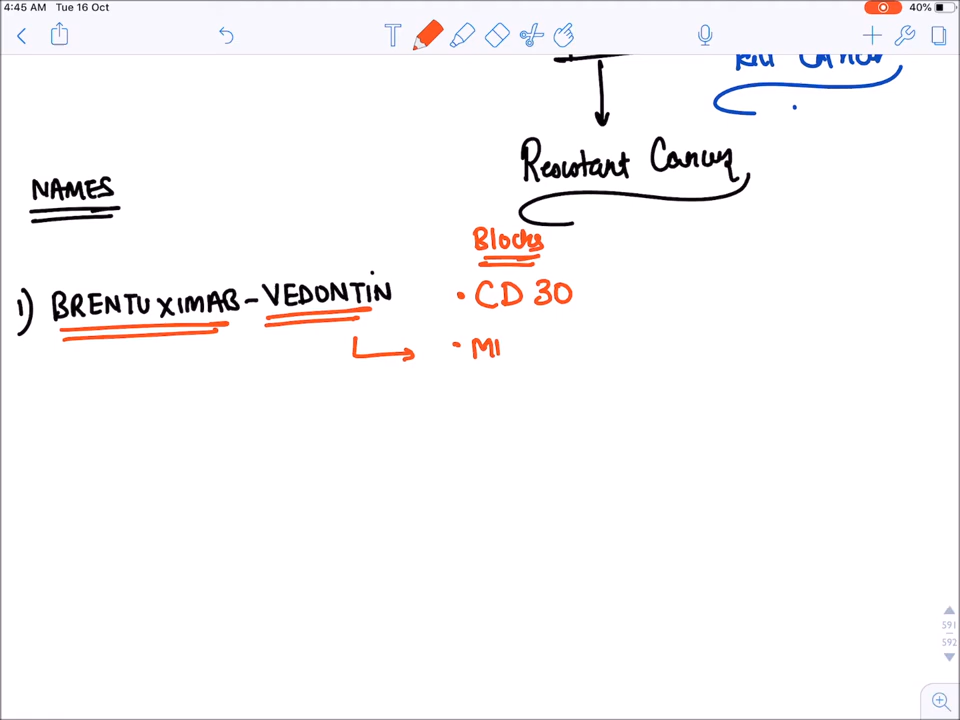 4:45 AM Tue 16 Oct
40%
T
Resistant Cancer
NAMES
Blocks
1) BRENTUXIMAB-VEDONTIN
• CD 30
• MI
591
592